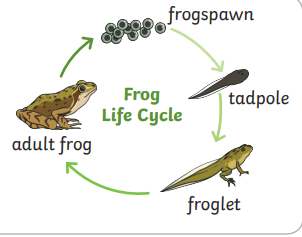 frogspawn
Frog
Life Cycle
tadpole
adult frog
froglet